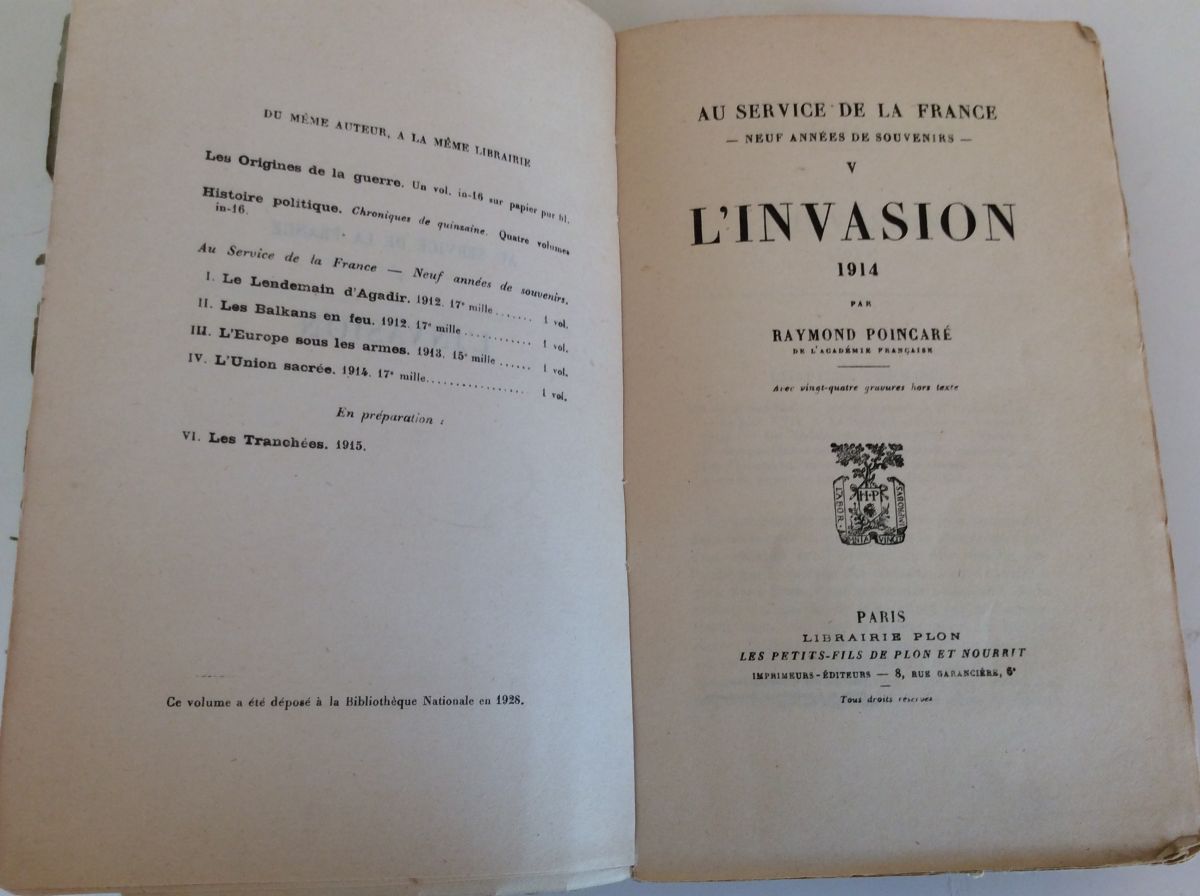 DU MÊME AUTEUR, A LA MÊME LIBRAIRIE
Les Origines de la guerre. Un vol. in-16 sur papier pur fil.
Histoire politique. Chroniques de quinzaine. Quatre volumes
in-16.
Au Service de la France — Neuf années de souvenirs.
I. Le Lendemain d'Agadir. 1912. 17e mille ....... 1 vol.
II. Les Balkans en feu. 1912. 17e mille ............ 1 vol.
III. L'Europe sous les armes. 1913. 15e mille ...... 1 vol.
IV. L'Union sacrée. 1914. 17e mille................. 1 vol.
En préparation :
VI. Les Tranchées. 1915.
Ce volume a été déposé à la Bibliothèque Nationale en 1928.
AU SERVICE DE LA FRANCE
— NEUF ANNÉES DE SOUVENIRS —
V
L'INVASION
1914
PAR
RAYMOND POINCARÉ
DE L'ACADÉMIE FRANÇAISE
Avec vingt-quatre gravures hors texte
H·P
LABOR
OMNIA VINCIT
PARIS
LIBRAIRIE PLON
LES PETITS-FILS DE PLON ET NOURRIT
IMPRIMEURS-ÉDITEURS — 8, RUE GARANCIÈRE, 6e
Tous droits réservés